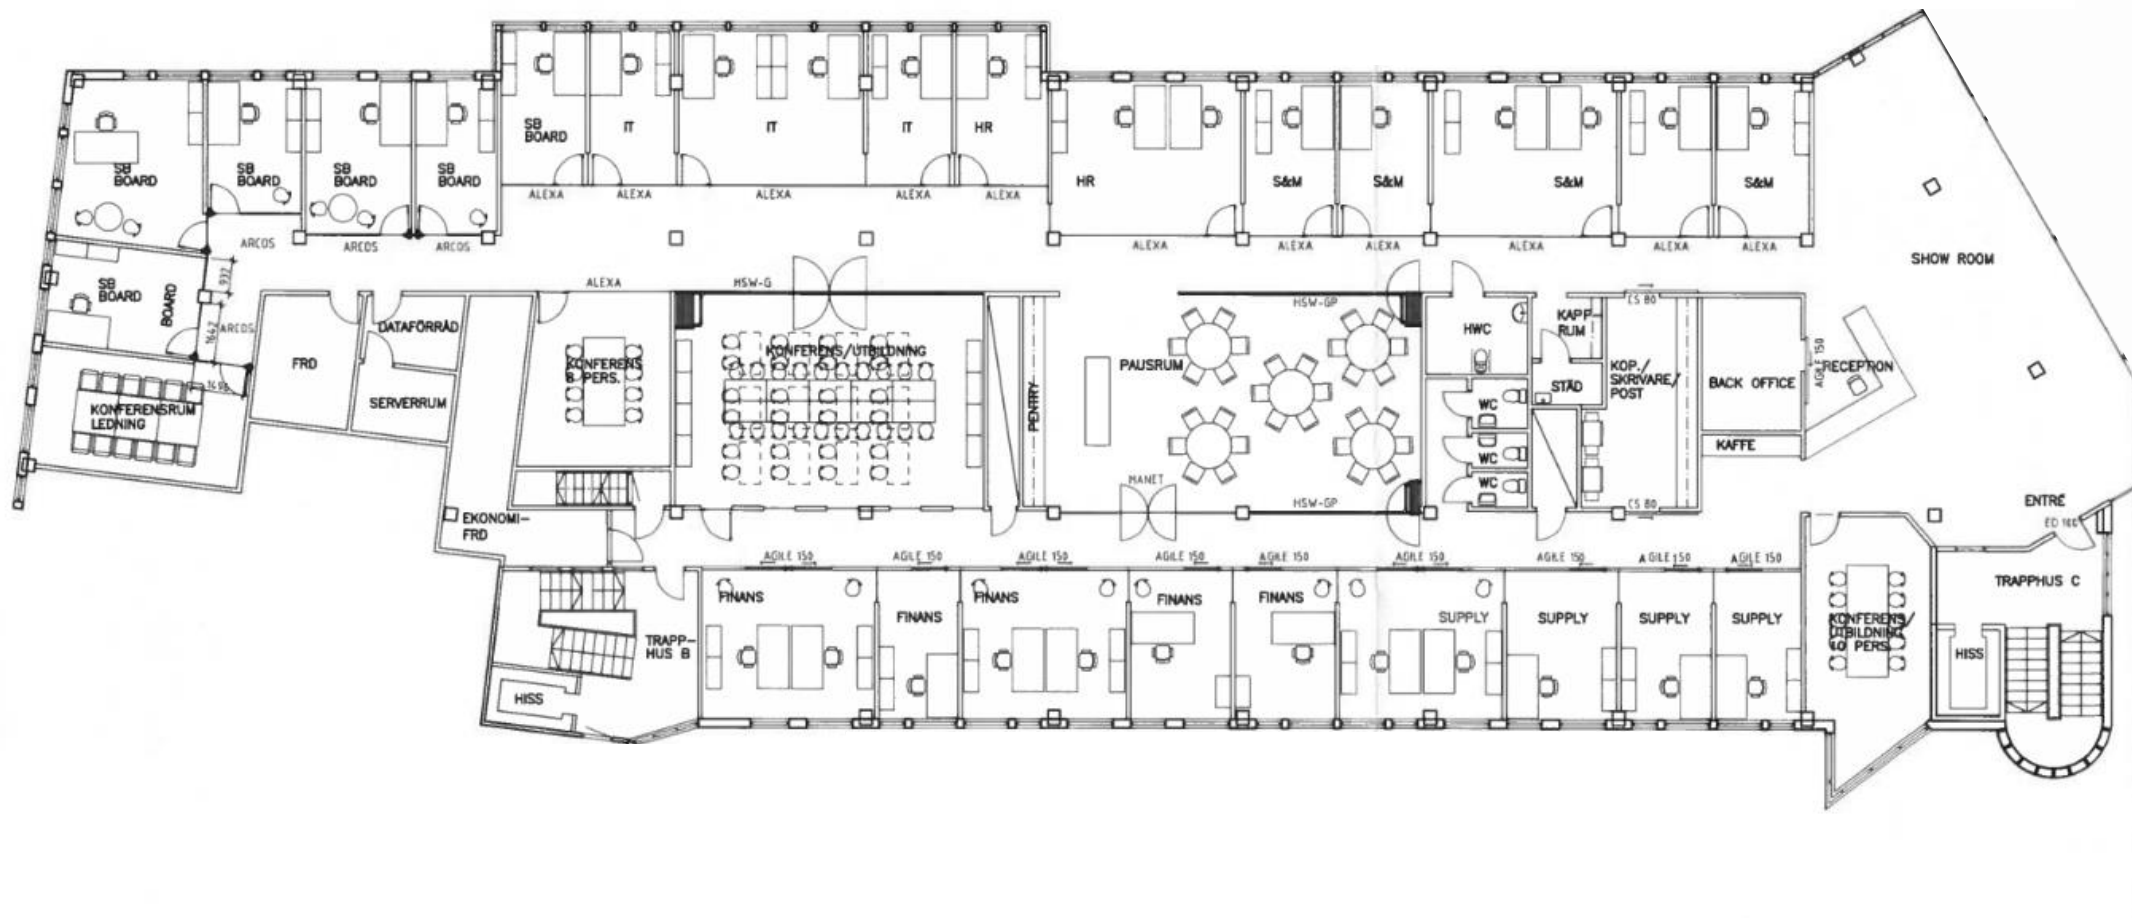 SB
BOARD
IT
IT
IT
HR
SB
BOARD
SB
BOARD
SB
BOARD
SB
BOARD
HR
S&M
S&M
S&M
S&M
ALEXA
ALEXA
ALEXA
ALEXA
ALEXA
ARCOS
ARCOS
ARCOS
ALEXA
ALEXA
ALEXA
ALEXA
ALEXA
ALEXA
SHOW ROOM
932
SB
BOARD
BOARD
1642
ARCOS
1496
ALEXA
HSW-G
HSW-GP
CS 80
FRD
DATAFÖRRÅD
SERVERRUM
KONFERENS
8 PERS.
KONFERENS/UTBILDNING
PENTRY
PAUSRUM
HWC
KAPP
RUM
STÄD
KOP./
SKRIVARE/
POST
BACK OFFICE
AGILE 150
RECEPTION
KONFERENSRUM
LEDNING
WC
WC
WC
KAFFE
MANET
HSW-GP
CS 80
ENTRÉ
ED 100
EKONOMI-
FRD
AGILE 150
AGILE 150
AGILE 150
AGILE 150
AGILE 150
AGILE 150
AGILE 150
AGILE 150
AGILE 150
TRAPPHUS C
FINANS
FINANS
FINANS
FINANS
FINANS
SUPPLY
SUPPLY
SUPPLY
SUPPLY
KONFERENS/
UTBILDNING
10 PERS.
TRAPP-
HUS B
HISS
HISS